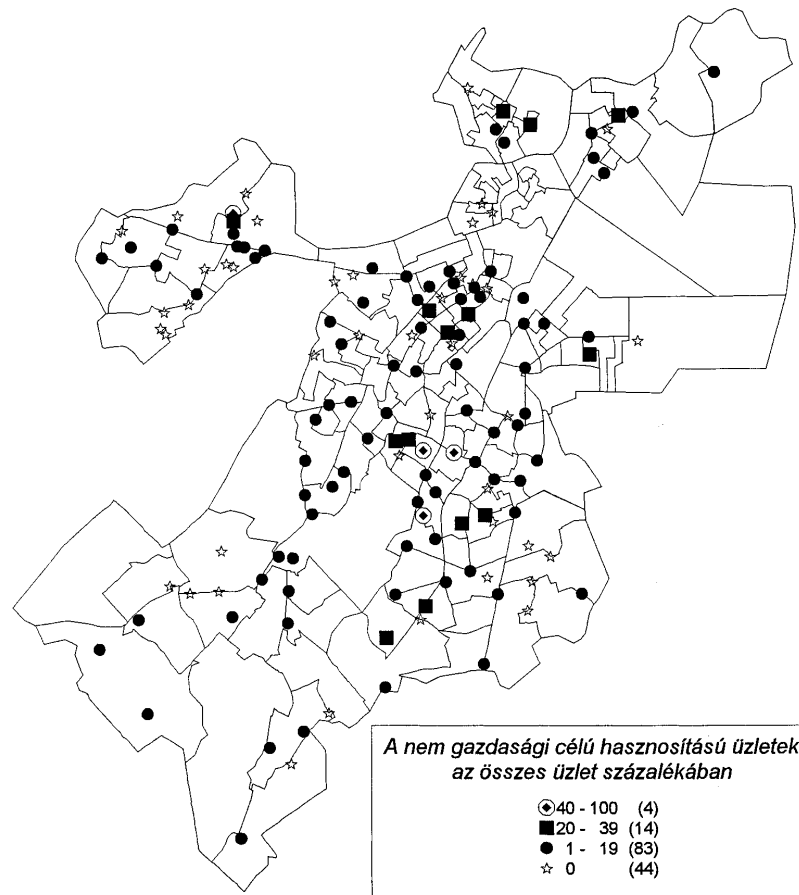 A nem gazdasági célú hasznosítású üzletek
az összes üzlet százalékában
40 - 100 (4)
20 - 39 (14)
1 - 19 (83)
0 (44)